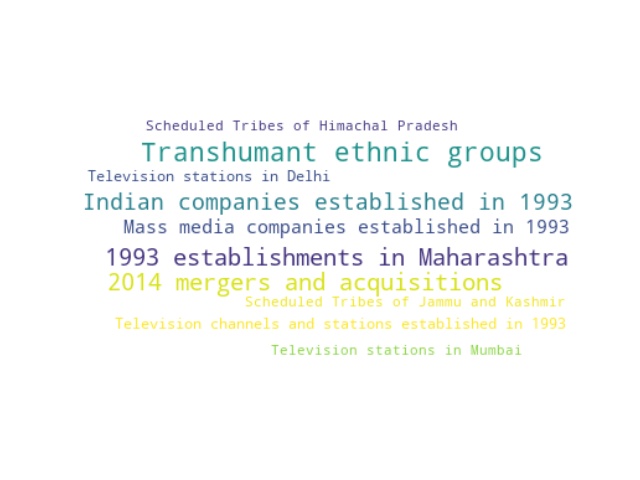 Scheduled Tribes of Himachal Pradesh
Transhumant ethnic groups
Television stations in Delhi
Indian companies established in 1993
Mass media companies established in 1993
1993 establishments in Maharashtra
2014 mergers and acquisitions
Scheduled Tribes of Jammu and Kashmir
Television channels and stations established in 1993
Television stations in Mumbai